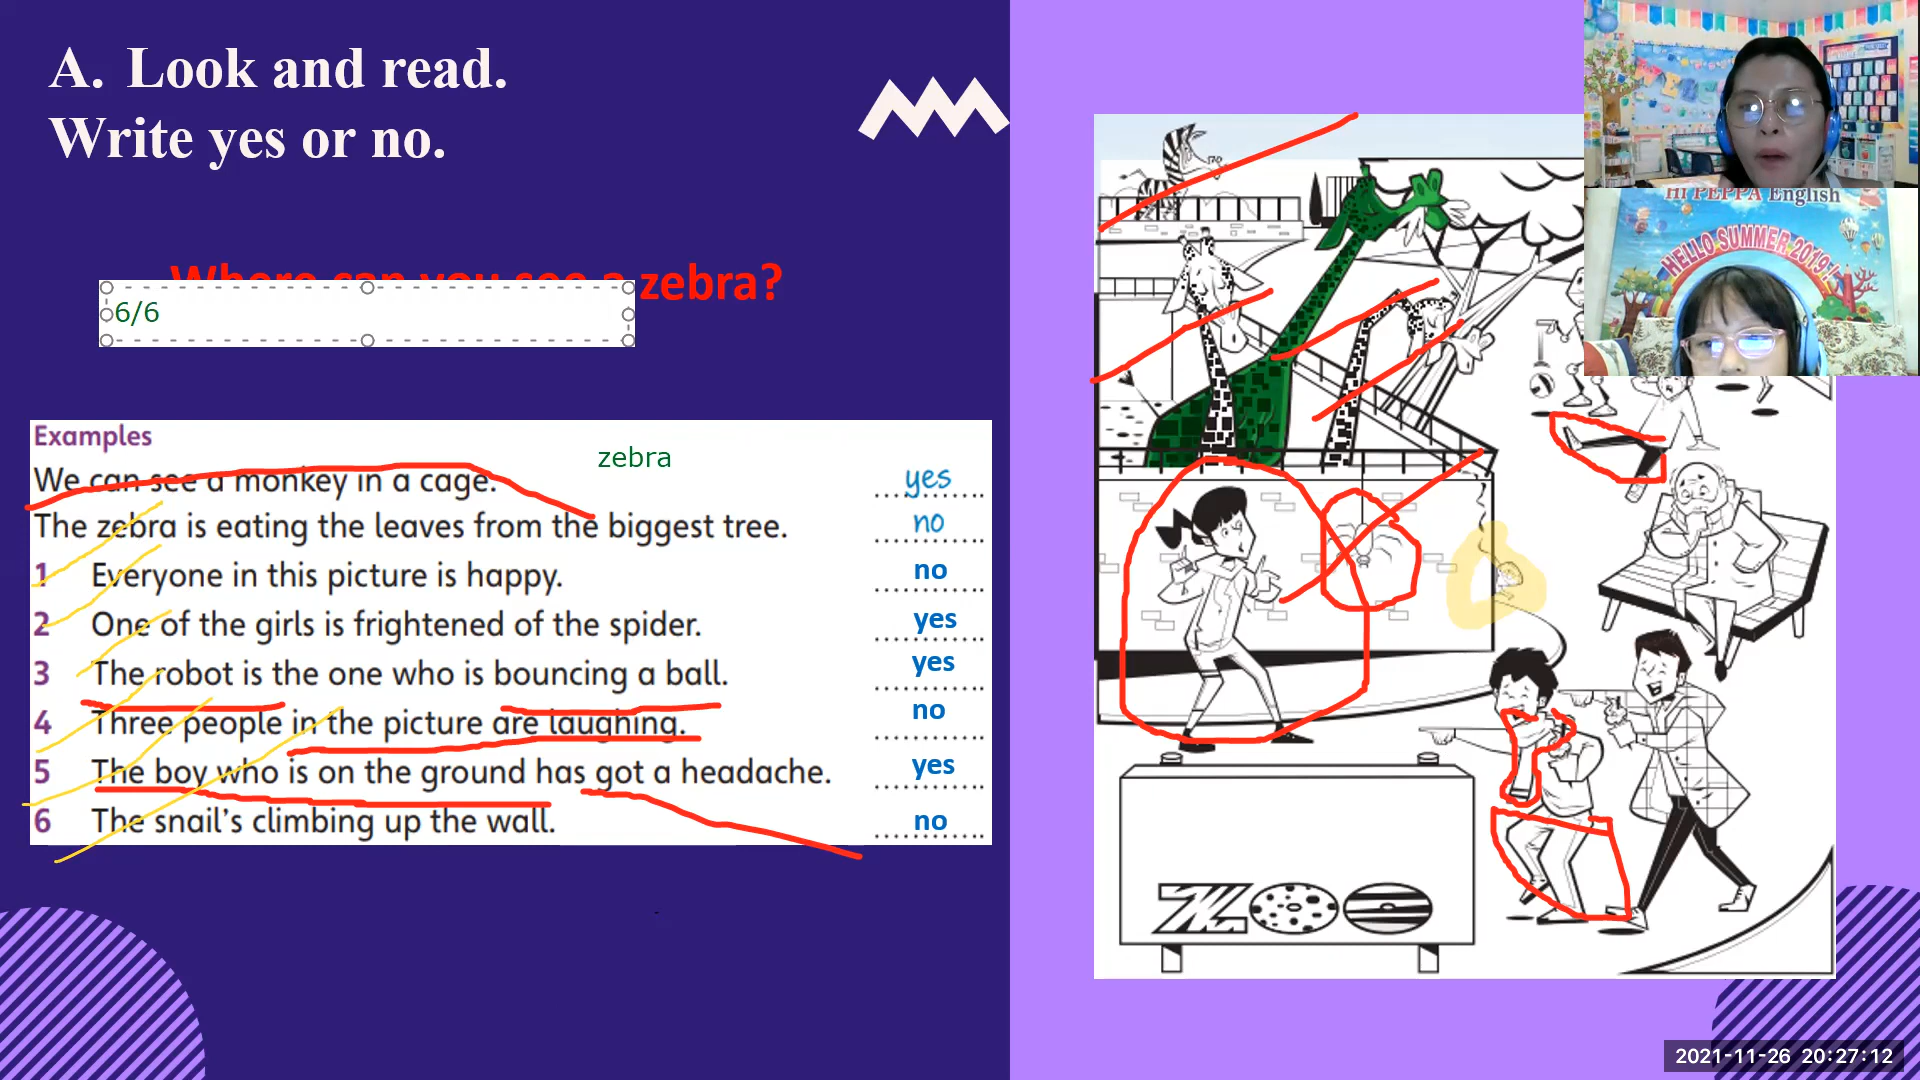 A. Look and read.
Write yes or no.
Where can you see a zebra?
6/6
Examples
zebra
We can see a monkey in a cage. yes
The zebra is eating the leaves from the biggest tree. no
1 Everyone in this picture is happy. no
2 One of the girls is frightened of the spider. yes
3 The robot is the one who is bouncing a ball. yes
4 Three people in the picture are laughing. no
5 The boy who is on the ground has got a headache. yes
6 The snail's climbing up the wall. no
ZOO
Hi PEPPA English
HELLO SUMMER 2019!
2021-11-26 20:27:12